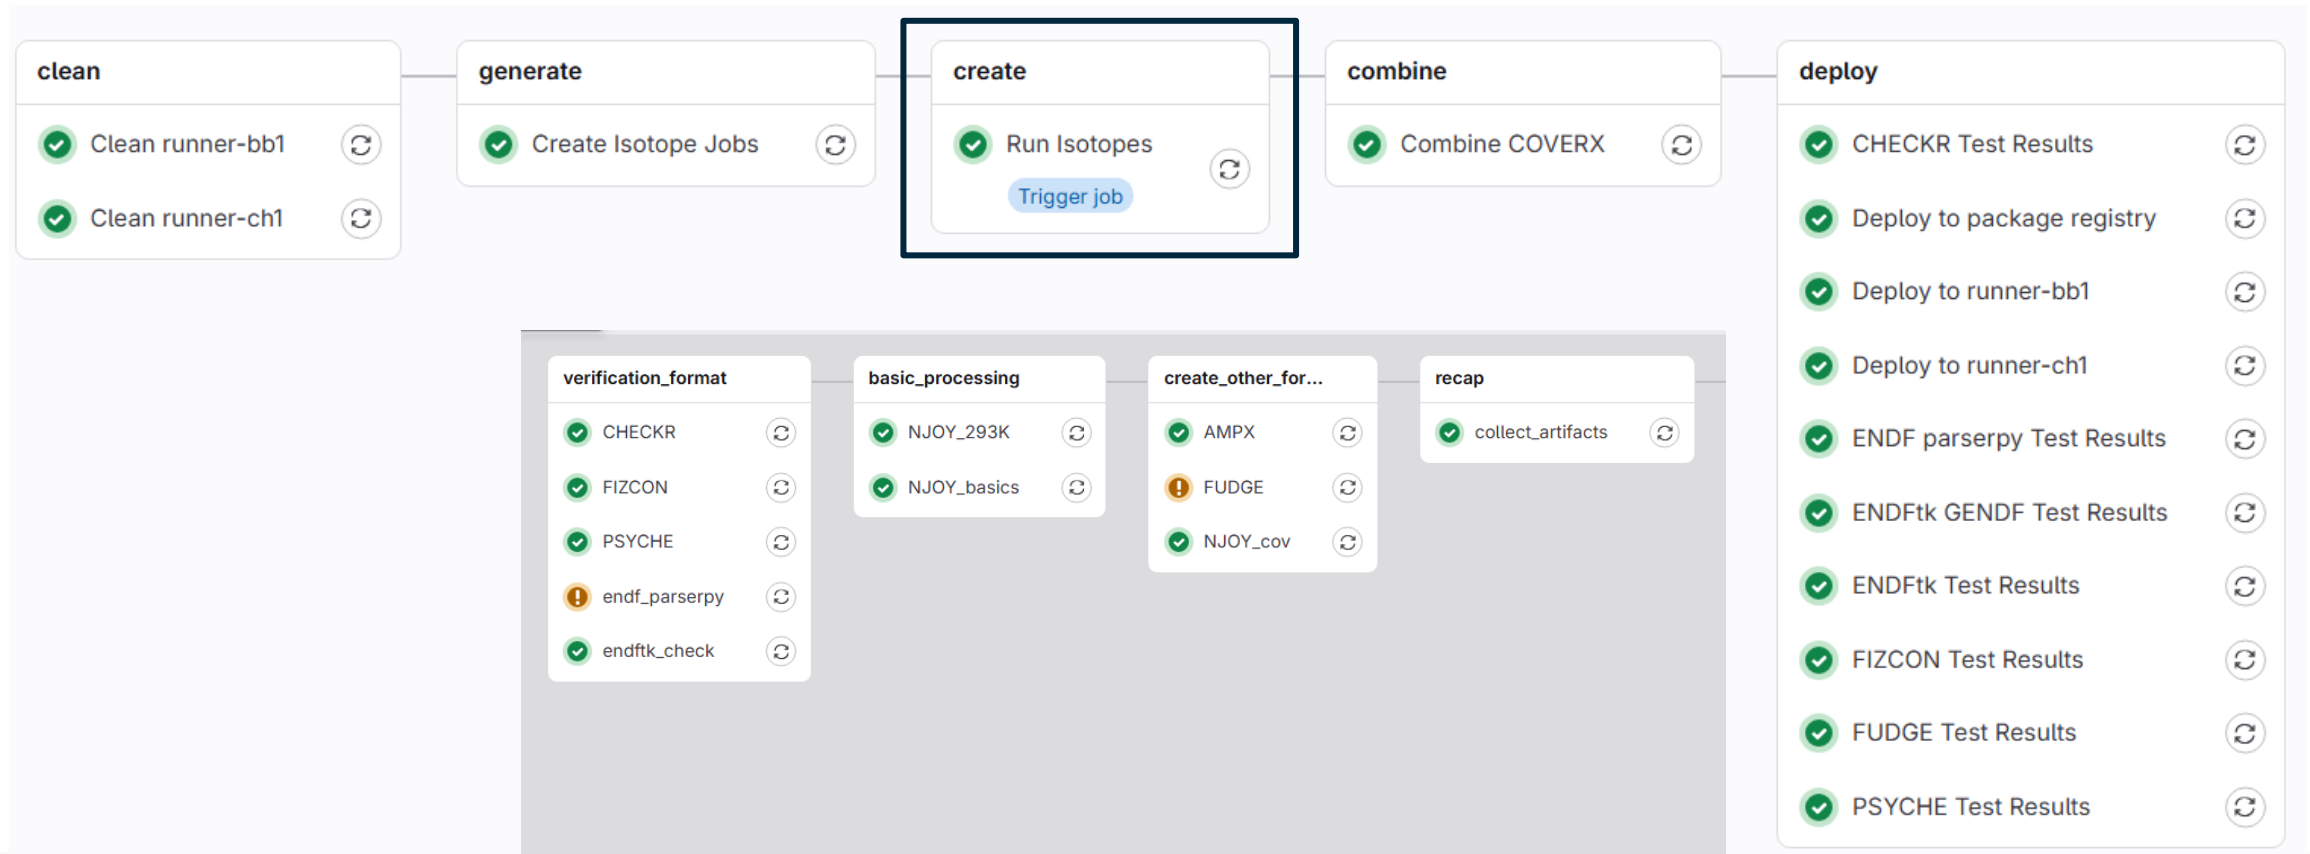 clean
Clean runner-bb1
Clean runner-ch1
generate
Create Isotope Jobs
create
Run Isotopes
Trigger job
combine
Combine COVERX
deploy
CHECKR Test Results
Deploy to package registry
Deploy to runner-bb1
Deploy to runner-ch1
ENDF parserpy Test Results
ENDFtk GENDF Test Results
ENDFtk Test Results
FIZCON Test Results
FUDGE Test Results
PSYCHE Test Results
verification_format
CHECKR
FIZCON
PSYCHE
endf_parserpy
endftk_check
basic_processing
NJOY_293K
NJOY_basics
create_other_for...
AMPX
FUDGE
NJOY_cov
recap
collect_artifacts